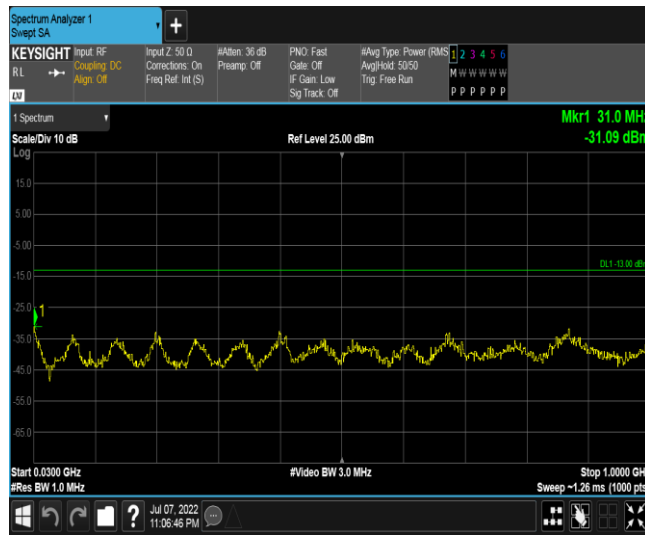 Spectrum Analyzer 1
Swept SA
+
KEYSIGHT
RL
LXI
Input: RF
Coupling: DC
Align: Off
Input Z: 50 Ω
Corrections: On
Freq Ref: Int (S)
#Atten: 36 dB
Preamp: Off
PNO: Fast
Gate: Off
IF Gain: Low
Sig Track: Off
#Avg Type: Power (RMS
Avg|Hold: 50/50
Trig: Free Run
1 2 3 4 5 6
M W W W W W
P P P P P P
1 Spectrum
Mkr1 31.0 MHz
Scale/Div 10 dB
Ref Level 25.00 dBm
-31.09 dBm
Log
15.0
5.00
-5.00
DL1 -13.00 dBm
-15.0
-25.0
1
-35.0
-45.0
-55.0
-65.0
Start 0.0300 GHz
#Video BW 3.0 MHz
Stop 1.0000 GHz
#Res BW 1.0 MHz
Sweep ~1.26 ms (1000 pts
?
Jul 07, 2022
11:06:46 PM